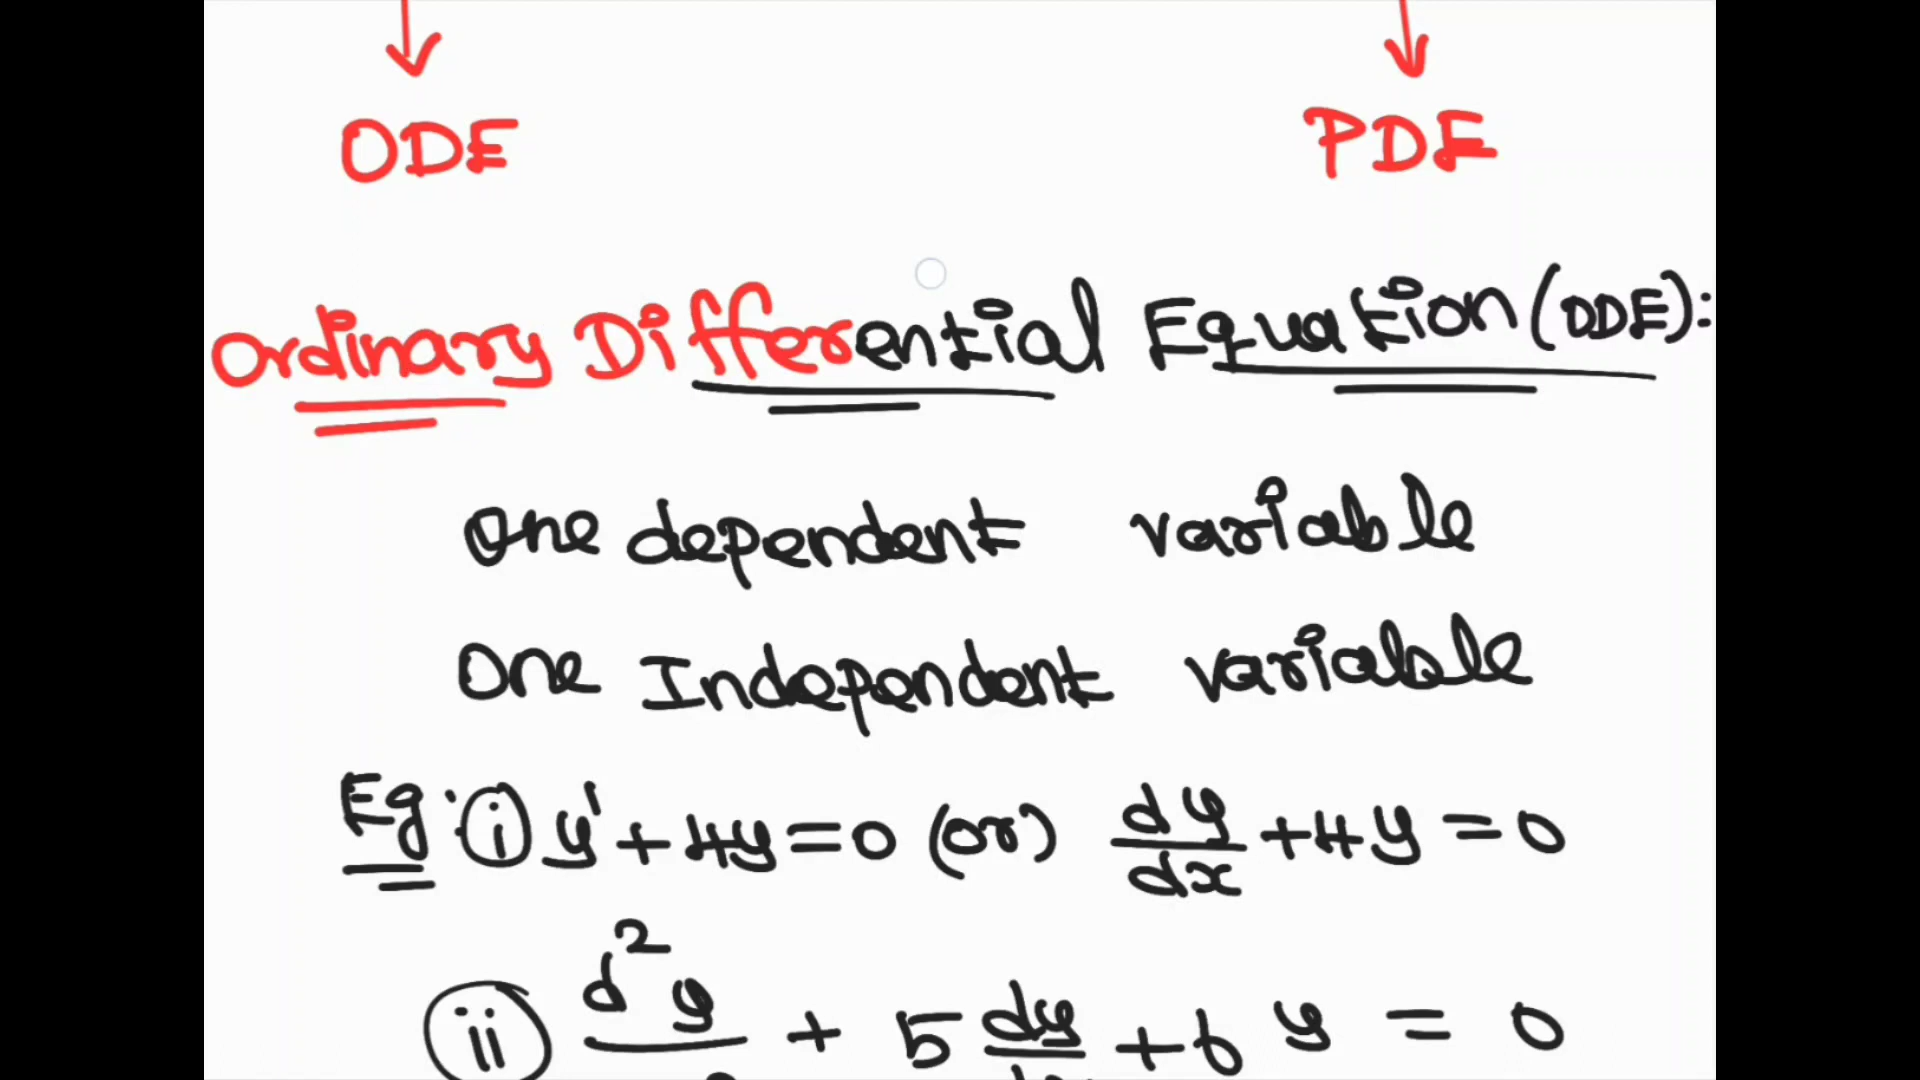 ODE PDE
Ordinary Differential Equation (ODE):
One dependent variable
One Independent variable
Eg: (i) y' + 4y = 0 (or) dy/dx + 4y = 0
(ii) d²y + 5 dy + 6y = 0